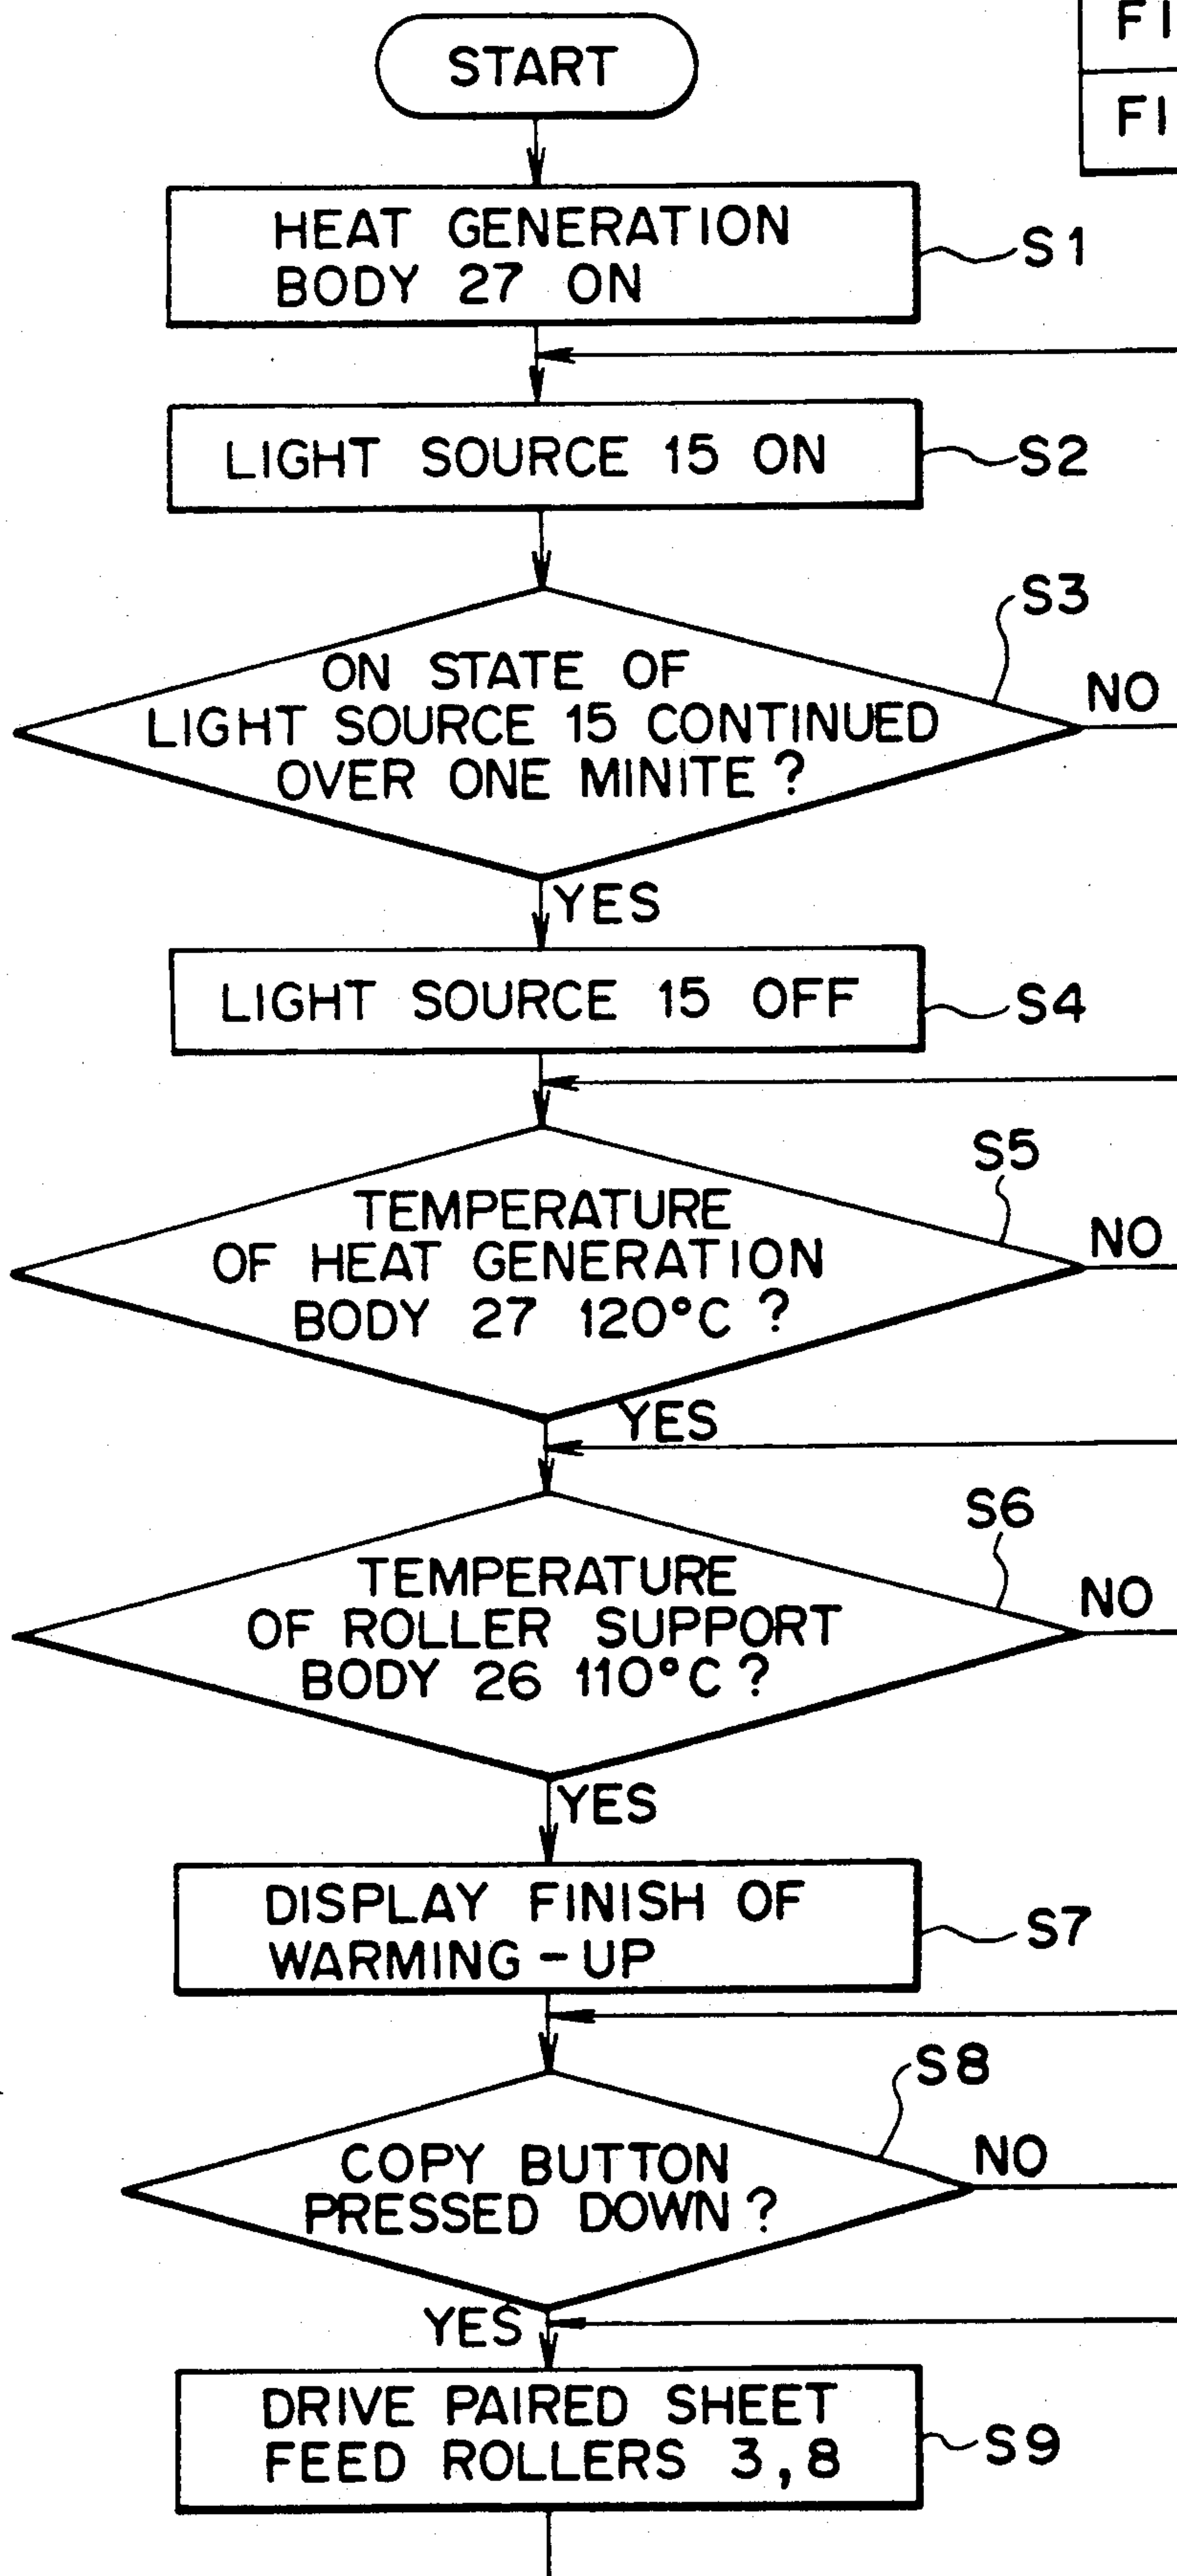 FI
FI
START
HEAT GENERATION
BODY 27 ON
S1
LIGHT SOURCE 15 ON
S2
S3
ON STATE OF
LIGHT SOURCE 15 CONTINUED
OVER ONE MINITE?
NO
YES
LIGHT SOURCE 15 OFF
S4
S5
TEMPERATURE
OF HEAT GENERATION
BODY 27 120°C?
NO
YES
S6
TEMPERATURE
OF ROLLER SUPPORT
BODY 26 110°C?
NO
YES
DISPLAY FINISH OF
WARMING-UP
S7
S8
COPY BUTTON
PRESSED DOWN?
NO
YES
DRIVE PAIRED SHEET
FEED ROLLERS 3,8
S9